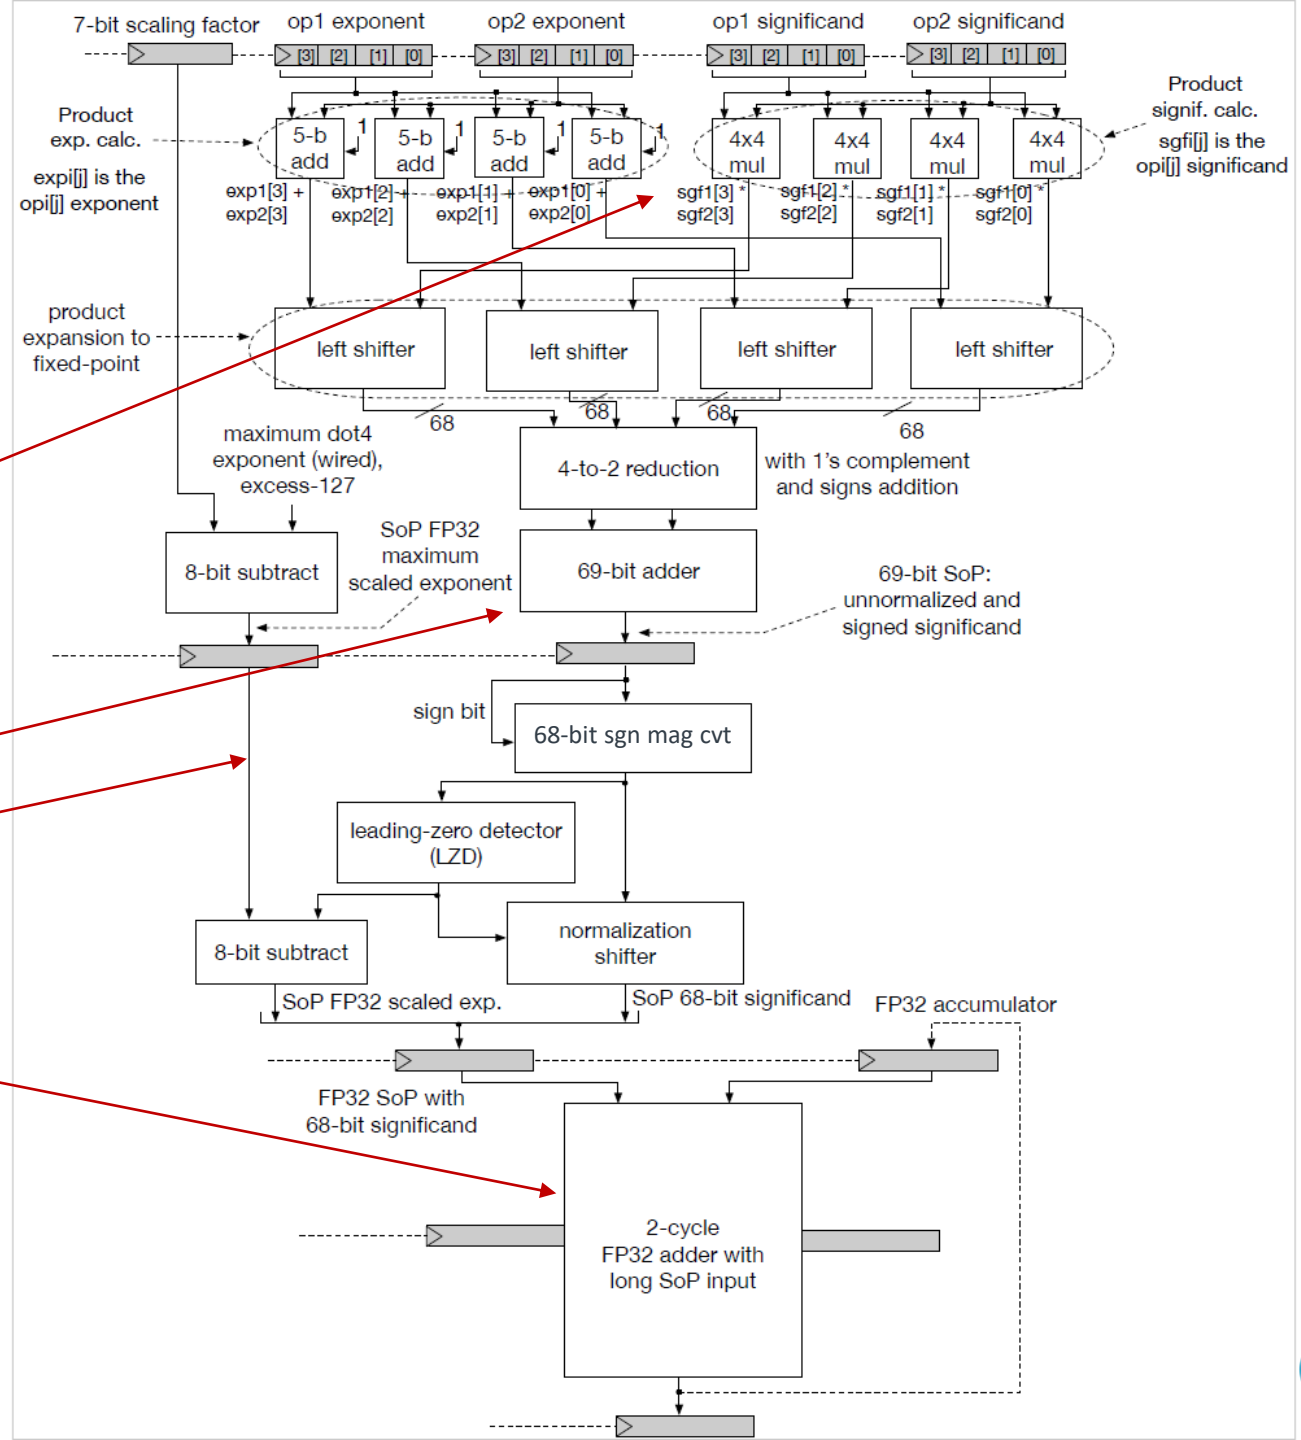 7-bit scaling factor
op1 exponent
op2 exponent
op1 significand
op2 significand
[3] [2] [1] [0]
[3] [2] [1] [0]
[3] [2] [1] [0]
[3] [2] [1] [0]
Product
exp. calc.
expi[j] is the
opi[j] exponent
5-b
add
1
5-b
add
1
5-b
add
1
5-b
add
1
4x4
mul
4x4
mul
4x4
mul
4x4
mul
Product
signif. calc.
sgfi[j] is the
opi[j] significand
exp1[3] +
exp2[3]
exp1[2] +
exp2[2]
exp1[1] +
exp2[1]
exp1[0] +
exp2[0]
sgf1[3] *
sgf2[3]
sgf1[2] *
sgf2[2]
sgf1[1] *
sgf2[1]
sgf1[0] *
sgf2[0]
product
expansion to
fixed-point
left shifter
left shifter
left shifter
left shifter
68
68
68
68
maximum dot4
exponent (wired),
excess-127
4-to-2 reduction
with 1's complement
and signs addition
8-bit subtract
SoP FP32
maximum
scaled exponent
69-bit adder
69-bit SoP:
unnormalized and
signed significand
sign bit
68-bit sgn mag cvt
leading-zero detector
(LZD)
8-bit subtract
normalization
shifter
SoP FP32 scaled exp.
SoP 68-bit significand
FP32 accumulator
FP32 SoP with
68-bit significand
2-cycle
FP32 adder with
long SoP input